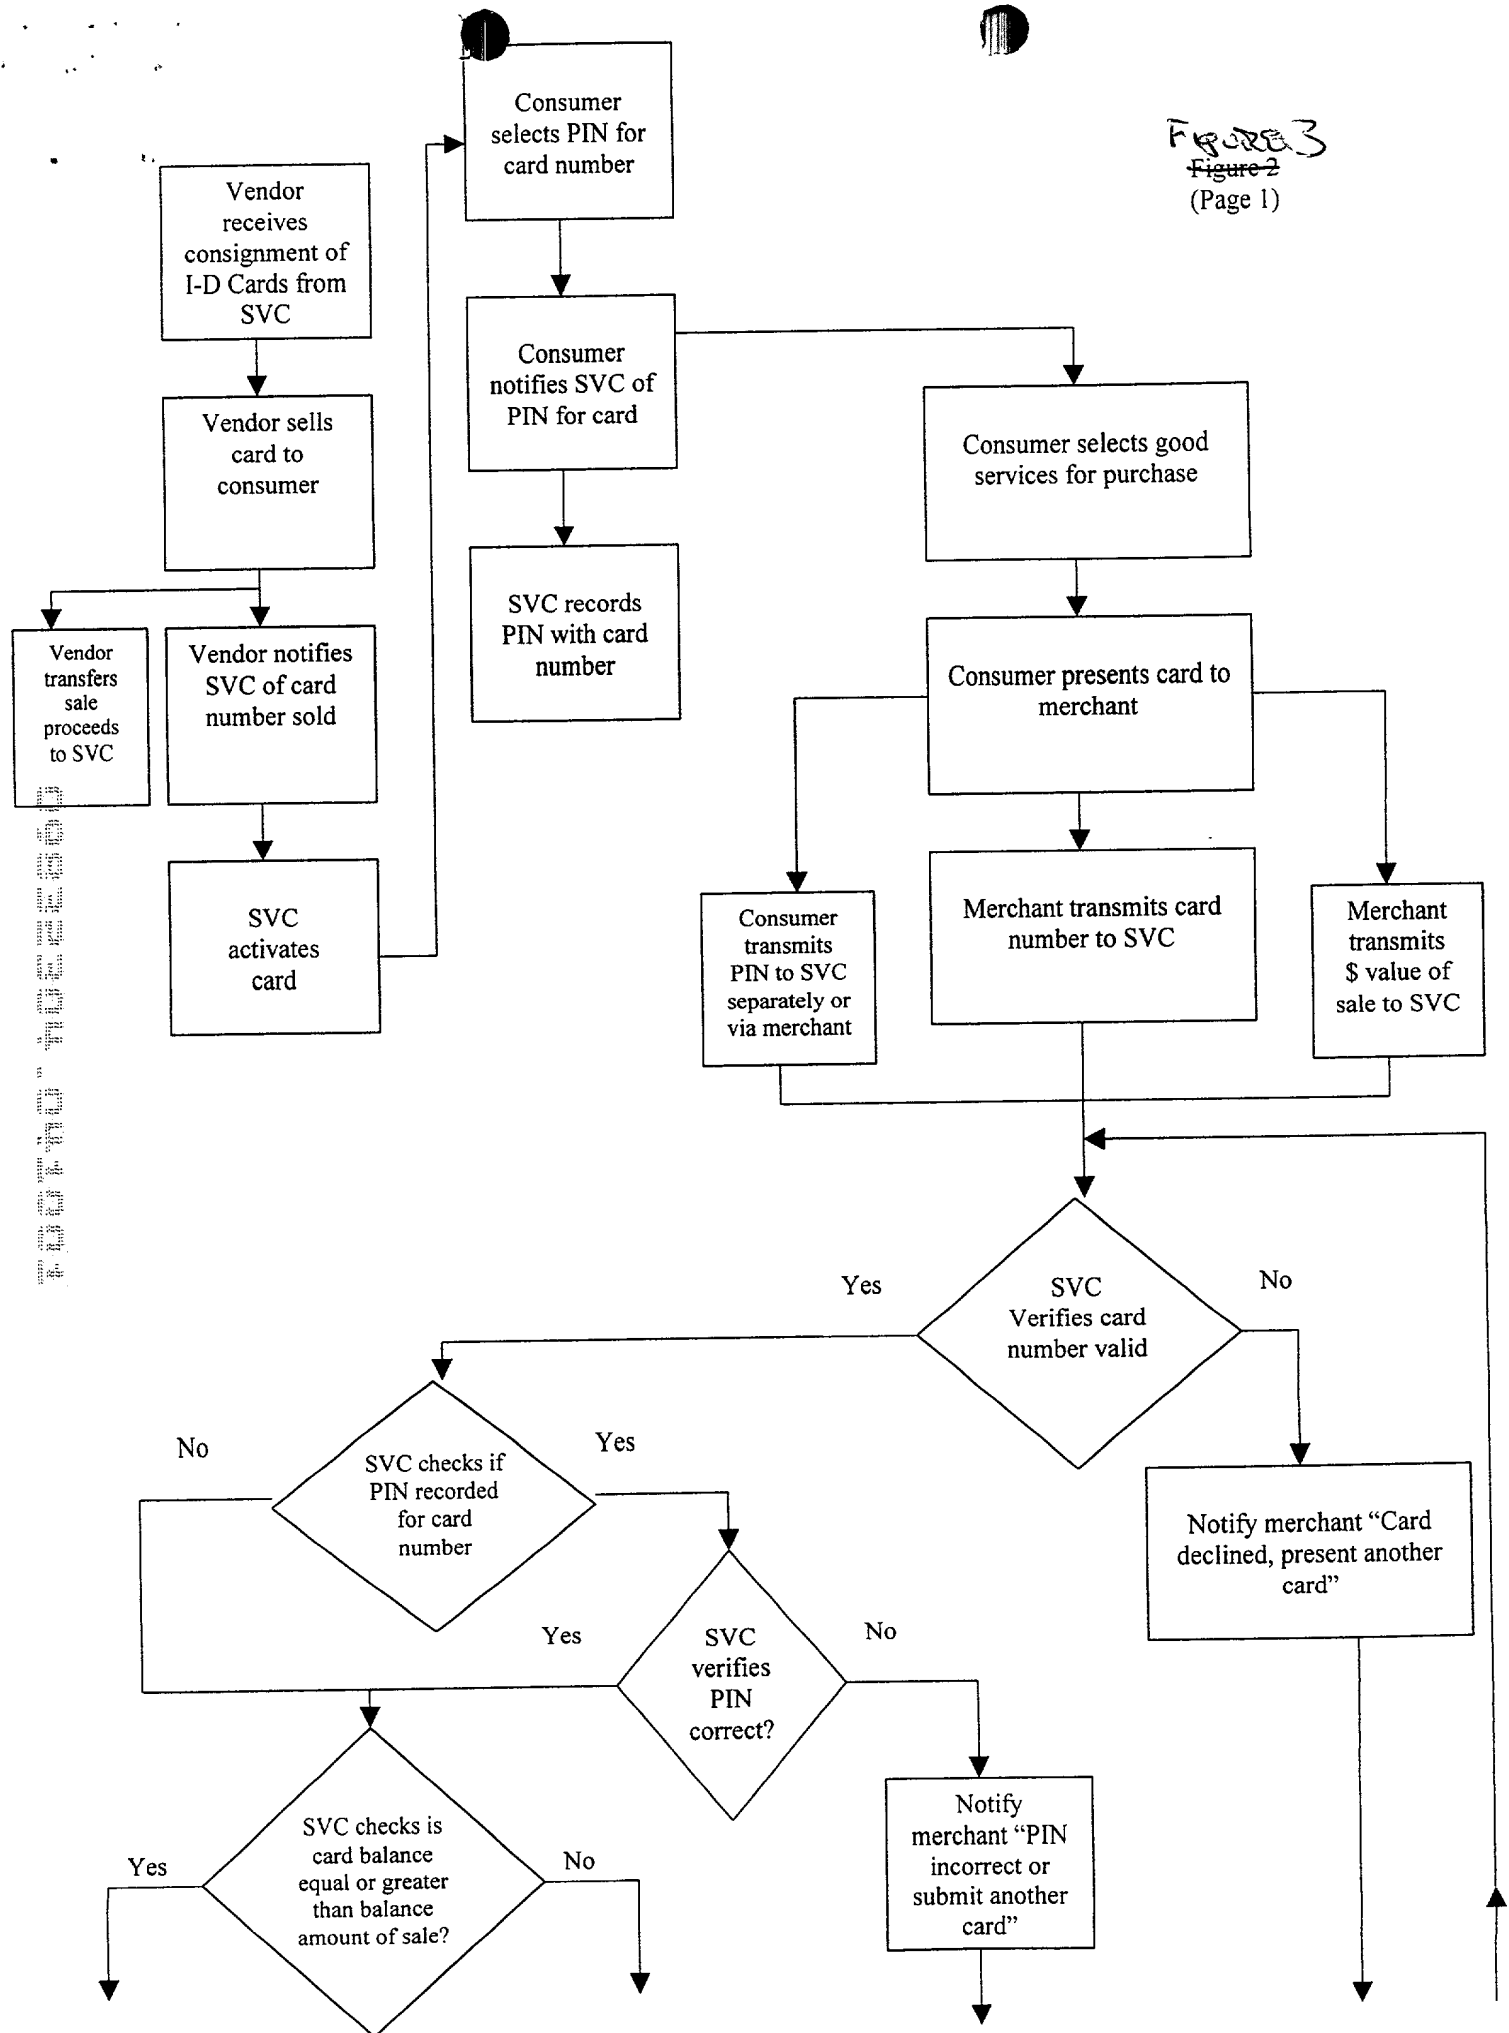 Figure 3
Figure 2
(Page 1)
Vendor
receives
consignment of
I-D Cards from
SVC
Vendor sells
card to
consumer
Vendor
transfers
sale
proceeds
to SVC
Vendor notifies
SVC of card
number sold
SVC
activates
card
Consumer
selects PIN for
card number
Consumer
notifies SVC of
PIN for card
SVC records
PIN with card
number
Consumer selects good
services for purchase
Consumer presents card to
merchant
Consumer
transmits
PIN to SVC
separately or
via merchant
Merchant transmits card
number to SVC
Merchant
transmits
$ value of
sale to SVC
Yes
SVC
Verifies card
number valid
No
No
SVC checks if
PIN recorded
for card
number
Yes
Notify merchant “Card
declined, present another
card”
Yes
SVC
verifies
PIN
correct?
No
Yes
SVC checks is
card balance
equal or greater
than balance
amount of sale?
No
Notify
merchant “PIN
incorrect or
submit another
card”